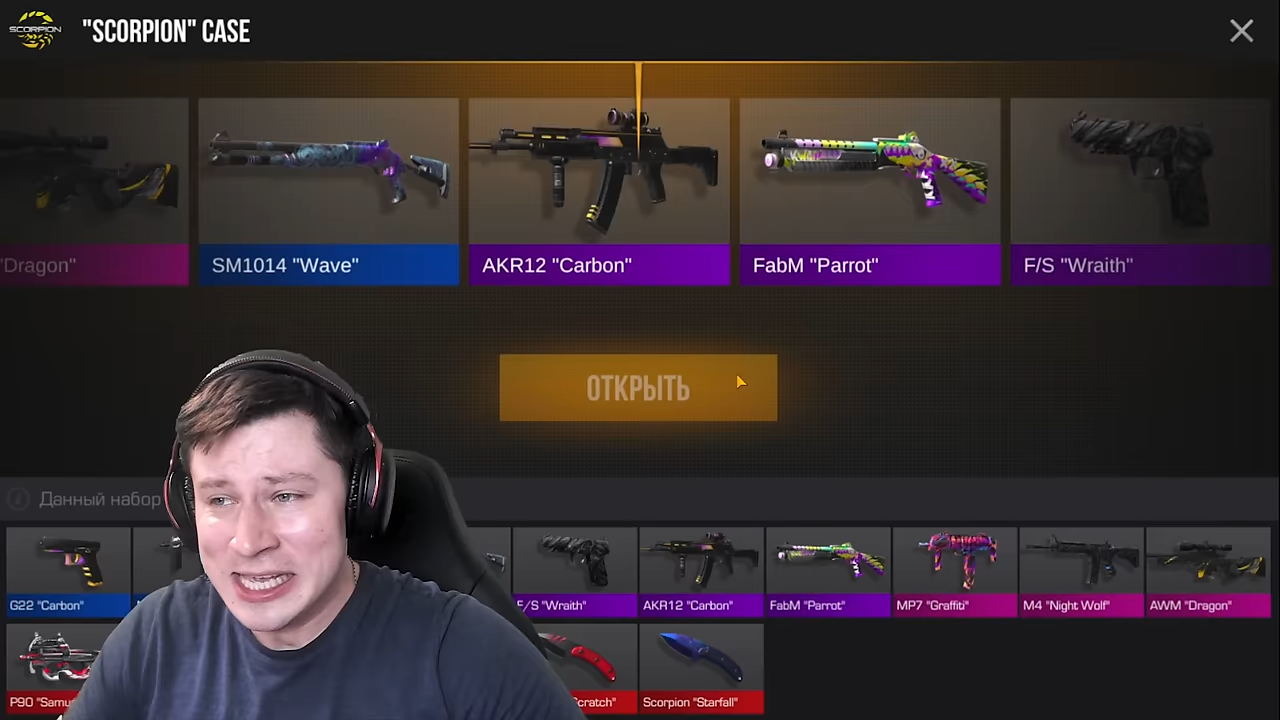 SCORPION
"SCORPION" CASE
"Dragon"
SM1014 "Wave"
AKR12 "Carbon"
FabM "Parrot"
F/S "Wraith"
ОТКРЫТЬ
Данный набор
G22 "Carbon"
F/S "Wraith"
AKR12 "Carbon"
FabM "Parrot"
MP7 "Graffiti"
M4 "Night Wolf"
AWM "Dragon"
P90 "Samu
Scorpion "Starfall"